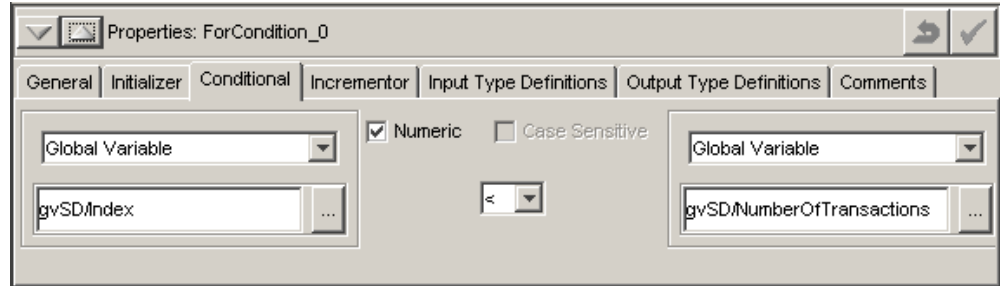 Properties: ForCondition_0
General Initializer Conditional Incrementor Input Type Definitions Output Type Definitions Comments
Global Variable Numeric Case Sensitive Global Variable
gvSD/Index ... < gvSD/NumberOfTransactions ...